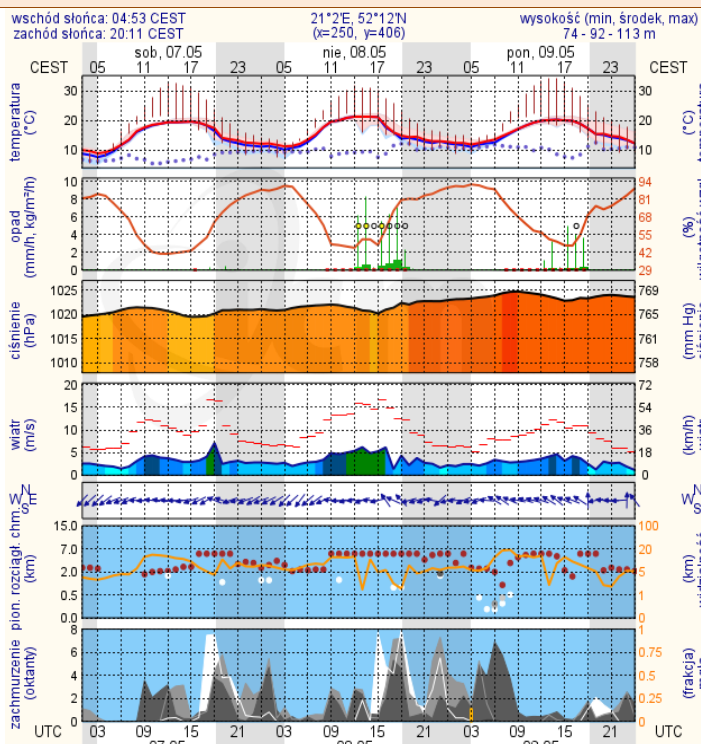 wschód słońca: 04:53 CEST 21°2'E, 52°12'N wysokość (min, środek, max)
zachód słońca: 20:11 CEST (x=250, y=406) 74 - 92 - 113 m
sob, 07.05 nie, 08.05 pon, 09.05
CEST 05 11 17 23 05 11 17 23 05 11 17 23 CEST
temperatura
(°C)
30
20
10
30
20
10
(°C)
opad
(mm/h, kg/m²/h)
10
8
6
4
2
0
94
81
68
55
42
29
(%)
ciśnienie
(hPa)
1025
1020
1015
1010
769
765
761
758
(mm Hg)
ciśnienie
wiatr
(m/s)
20
15
10
5
0
72
54
36
18
0
(km/h)
N
W E
S
N
W
S
pion. rozciągł. chm.
(km)
15.0
7.0
2.0
0.5
0.0
100
20
5
1
0
(km)
zachmurzenie
(oktanty)
8
6
4
2
0
1
0.75
0.5
0.25
0
(frakcja)
UTC 03 09 15 21 03 09 15 21 03 09 15 21 UTC
07.05